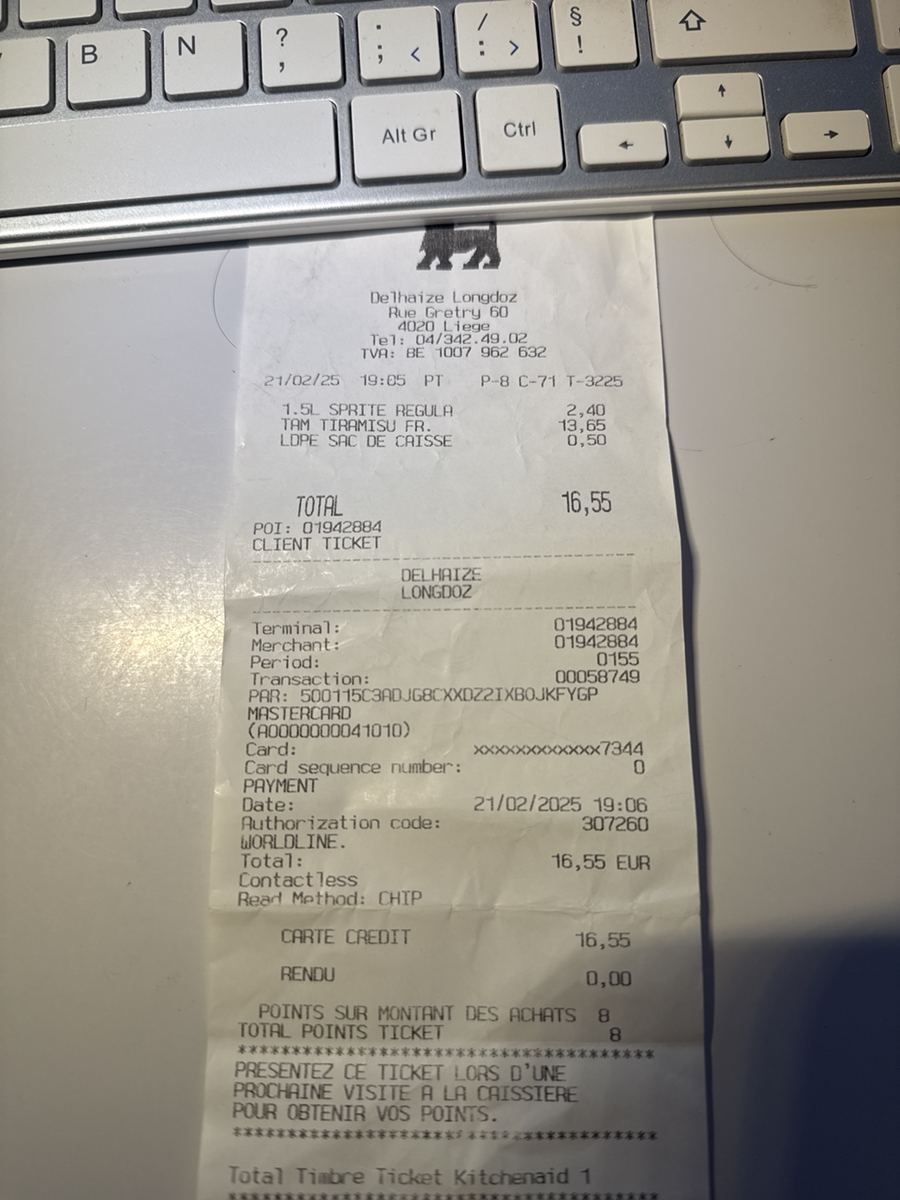 B N ? , . ; < / : > § !
Alt Gr Ctrl
Delhaize Longdoz
Rue Gretry 60
4020 Liege
Tel: 04/342.49.02
TVA: BE 1007 962 632
21/02/25 19:05 PT P-8 C-71 T-3225
1.5L SPRITE REGULA 2,40
TAM TIRAMISU FR. 13,65
LDPE SAC DE CAISSE 0,50
TOTAL 16,55
POI: 01942884
CLIENT TICKET
DELHAIZE
LONGDOZ
Terminal: 01942884
Merchant: 01942884
Period: 0155
Transaction: 00058749
PAR: 500115C3ADJG8CXXDZ2IXBOJKFYGP
MASTERCARD
(A0000000041010)
Card: xxxxxxxxxxxx7344
Card sequence number: 0
PAYMENT
Date: 21/02/2025 19:06
Authorization code: 307260
WORLDLINE.
Total: 16,55 EUR
Contactless
Read Method: CHIP
CARTE CREDIT 16,55
RENDU 0,00
POINTS SUR MONTANT DES ACHATS 8
TOTAL POINTS TICKET 8
****************************************
PRESENTEZ CE TICKET LORS D'UNE
PROCHAINE VISITE A LA CAISSIERE
POUR OBTENIR VOS POINTS.
****************************************
Total Timbre Ticket Kitchenaid 1